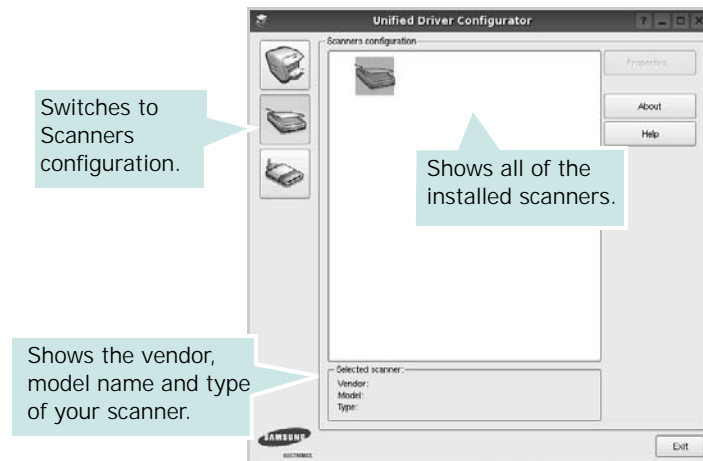 Unified Driver Configurator
Scanners configuration
Properties...
About
Help
Switches to
Scanners
configuration.
Shows all of the
installed scanners.
Shows the vendor,
model name and type
of your scanner.
Selected scanner:
Vendor:
Model:
Type:
SAMSUNG
ELECTRONICS
Exit